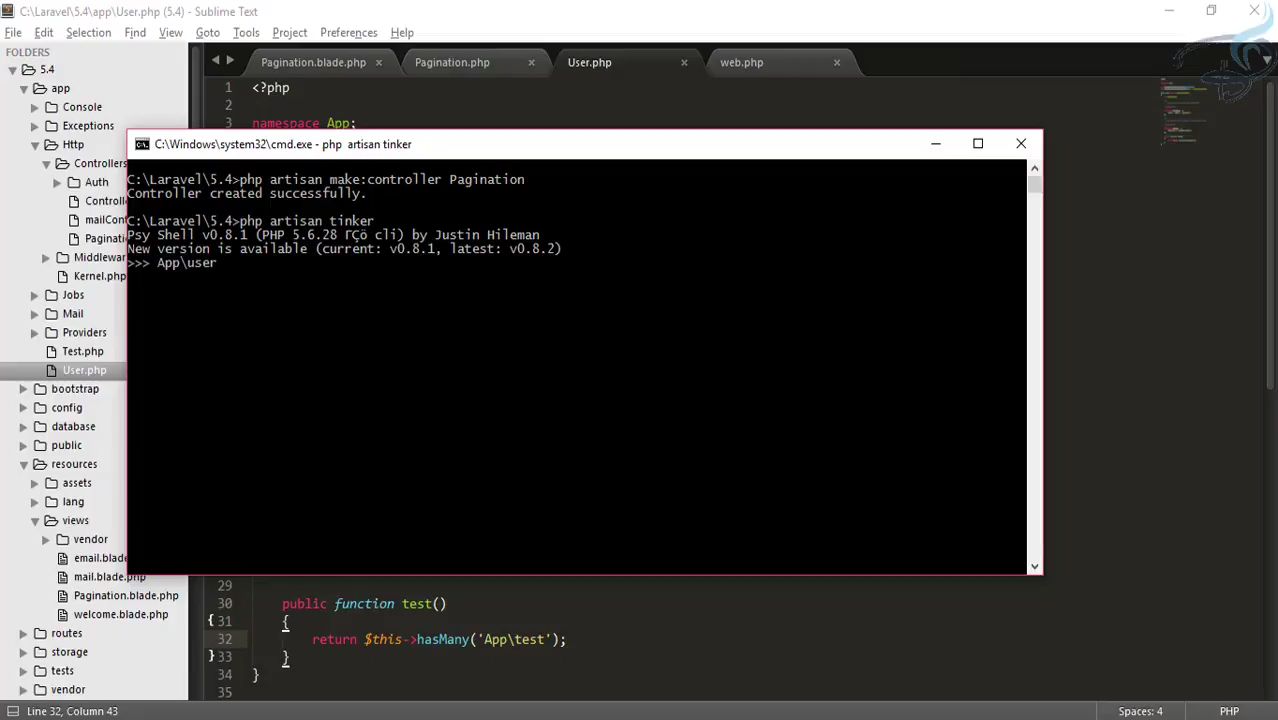 C:\Laravel\5.4\app\User.php (5.4) - Sublime Text
File Edit Selection Find View Goto Tools Project Preferences Help
FOLDERS
5.4
app
Console
Exceptions
Http
Controllers
Auth
Controll
mailCont
Paginati
Middlewar
Kernel.php
Jobs
Mail
Providers
Test.php
User.php
bootstrap
config
database
public
resources
assets
lang
views
vendor
email.blade
mail.blade.php
Pagination.blade.php
welcome.blade.php
routes
storage
tests
vendor
Pagination.blade.php × Pagination.php × User.php × web.php ×
1 <?php
2
3 namespace App;
C:\Windows\system32\cmd.exe - php artisan tinker
C:\Laravel\5.4>php artisan make:controller Pagination
Controller created successfully.
C:\Laravel\5.4>php artisan tinker
Psy Shell v0.8.1 (PHP 5.6.28 ΓÇö cli) by Justin Hileman
New version is available (current: v0.8.1, latest: v0.8.2)
>>> App\user
29
30 public function test()
31 {
32 return $this->hasMany('App\test');
33 }
34 }
35
Line 32, Column 43
Spaces: 4
PHP